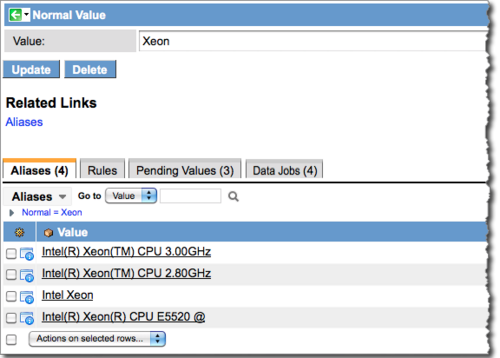 Normal Value
Value: Xeon
Update Delete
Related Links
Aliases
Aliases (4) Rules Pending Values (3) Data Jobs (4)
Aliases Go to Value
Normal = Xeon
Value
Intel(R) Xeon(TM) CPU 3.00GHz
Intel(R) Xeon(TM) CPU 2.80GHz
Intel Xeon
Intel(R) Xeon(R) CPU E5520 @
Actions on selected rows...